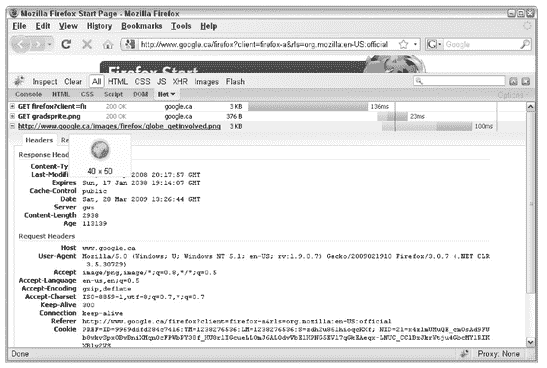 Mozilla Firefox Start Page - Mozilla Firefox
File Edit View History Bookmarks Tools Help
http://www.google.ca/firefox?client=firefox-a&rls=org.mozilla:en-US:official Google
Firefox Start
Inspect Clear All HTML CSS JS XHR Images Flash
Console HTML CSS Script DOM Net Options
GET firefox?client=fi 200 OK google.ca 3 KB 136ms
GET gradsprite.png 200 OK google.ca 376 B 23ms
http://www.google.ca/images/firefox/globe_getinvolved.png 3 KB 100ms
Headers
Response Head
40 x 50
Content-Ty
Last-Modifi 2008 20:17:57 GMT
Expires Sun, 17 Jan 2038 19:14:07 GMT
Cache-Control public
Date Sat, 28 Mar 2009 13:26:44 GMT
Server gws
Content-Length 2938
Age 113139
Request Headers
Host www.google.ca
User-Agent Mozilla/5.0 (Windows; U; Windows NT 5.1; en-US; rv:1.9.0.7) Gecko/2009021910 Firefox/3.0.7 (.NET CLR
3.5.30729)
Accept image/png,image/*;q=0.8,*/*;q=0.5
Accept-Language en-us,en;q=0.5
Accept-Encoding gzip,deflate
Accept-Charset ISO-8859-1,utf-8;q=0.7,*;q=0.7
Keep-Alive 300
Connection keep-alive
Referer http://www.google.ca/firefox?client=firefox-a&rls=org.mozilla:en-US:official
Cookie
Done Proxy: None